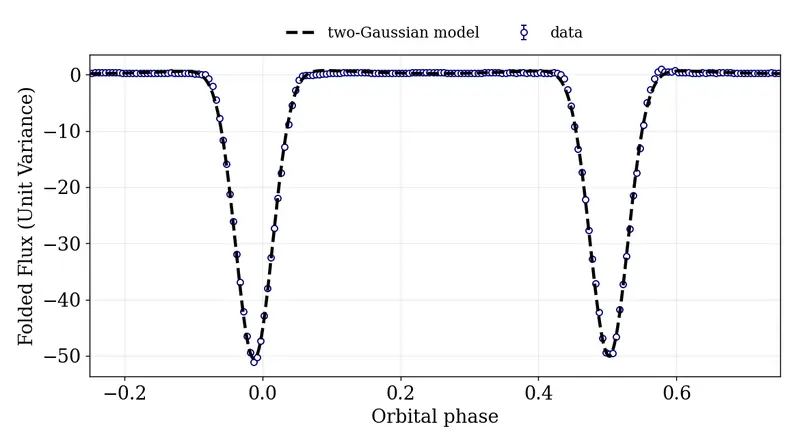 two-Gaussian model data
Folded Flux (Unit Variance)
0
−10
−20
−30
−40
−50
−0.2 0.0 0.2 0.4 0.6
Orbital phase